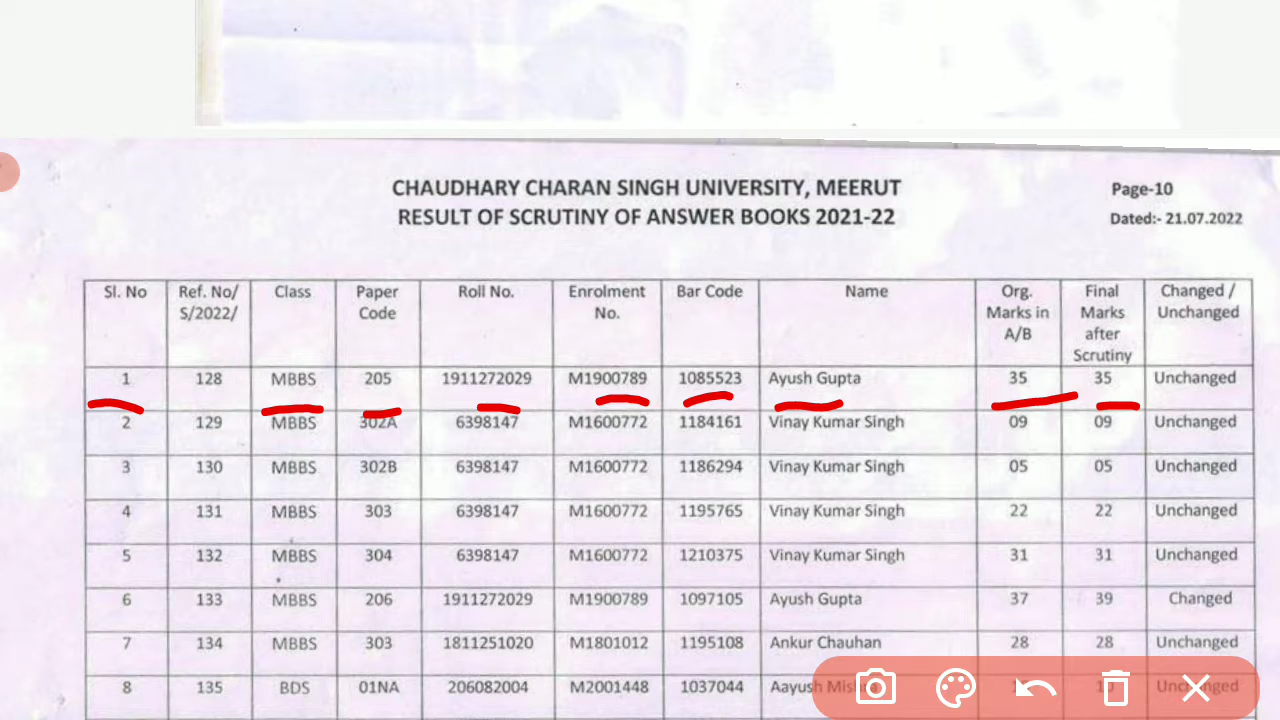 CHAUDHARY CHARAN SINGH UNIVERSITY, MEERUT
Page-10
RESULT OF SCRUTINY OF ANSWER BOOKS 2021-22
Dated:- 21.07.2022
Sl. No Ref. No/ S/2022/ Class Paper Code Roll No. Enrolment No. Bar Code Name Org. Marks in A/B Final Marks after Scrutiny Changed / Unchanged
1 128 MBBS 205 1911272029 M1900789 1085523 Ayush Gupta 35 35 Unchanged
2 129 MBBS 302A 6398147 M1600772 1184161 Vinay Kumar Singh 09 09 Unchanged
3 130 MBBS 302B 6398147 M1600772 1186294 Vinay Kumar Singh 05 05 Unchanged
4 131 MBBS 303 6398147 M1600772 1195765 Vinay Kumar Singh 22 22 Unchanged
5 132 MBBS 304 6398147 M1600772 1210375 Vinay Kumar Singh 31 31 Unchanged
6 133 MBBS 206 1911272029 M1900789 1097105 Ayush Gupta 37 39 Changed
7 134 MBBS 303 1811251020 M1801012 1195108 Ankur Chauhan 28 28 Unchanged
8 135 BDS 01NA 206082004 M2001448 1037044 Aayush Mishra Unchanged